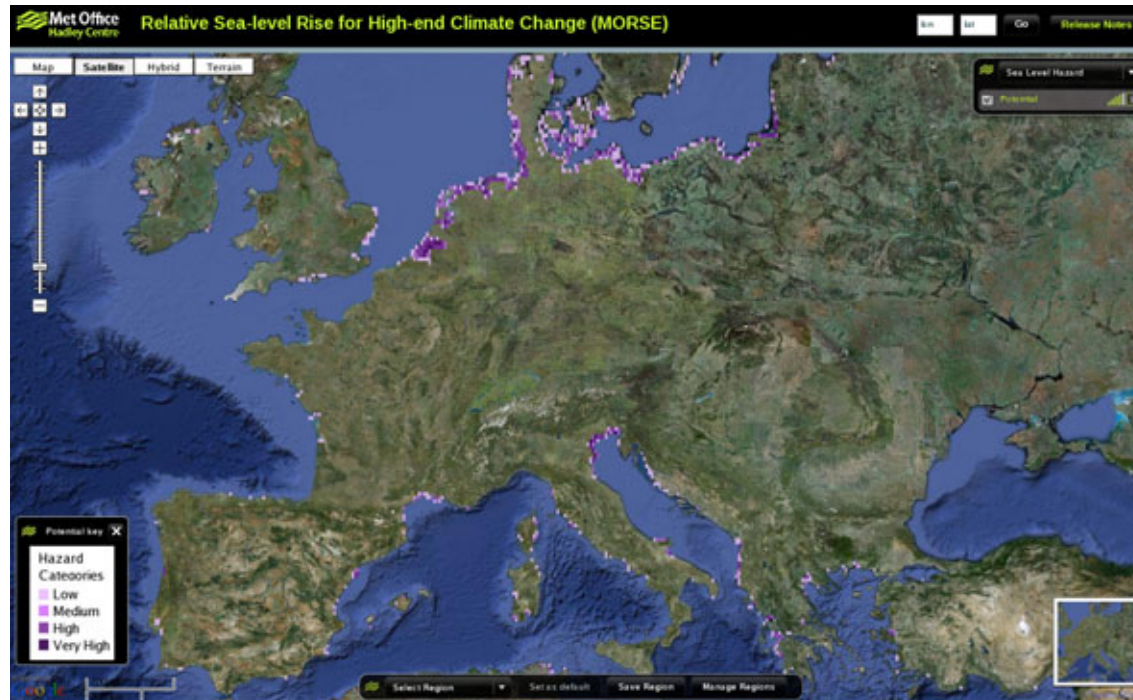 Met Office
Hadley Centre
Relative Sea-level Rise for High-end Climate Change (MORSE)
lat
Go
Release Notes
Map
Satellite
Hybrid
Terrain
Sea Level Hazard
Potential
Potential key X
Hazard
Categories
Low
Medium
High
Very High
Select Region
Set as default
Save Region
Manage Regions